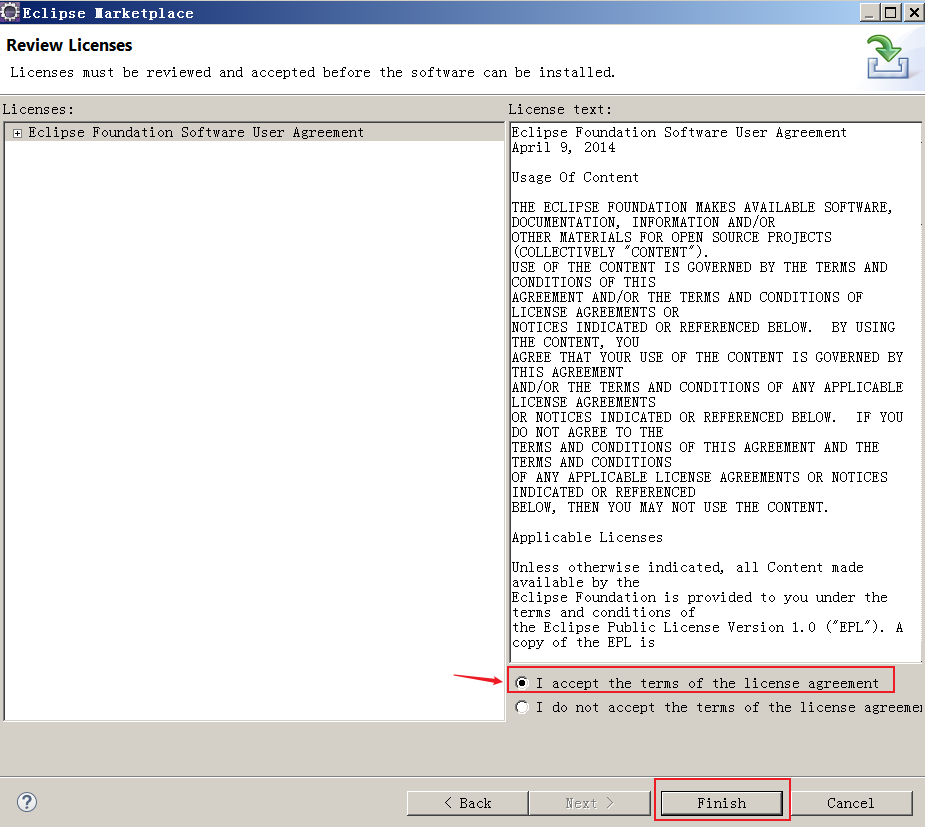 Eclipse Marketplace
Review Licenses
Licenses must be reviewed and accepted before the software can be installed.
Licenses:
Eclipse Foundation Software User Agreement
License text:
Eclipse Foundation Software User Agreement
April 9, 2014
Usage Of Content
THE ECLIPSE FOUNDATION MAKES AVAILABLE SOFTWARE,
DOCUMENTATION, INFORMATION AND/OR
OTHER MATERIALS FOR OPEN SOURCE PROJECTS
(COLLECTIVELY "CONTENT").
USE OF THE CONTENT IS GOVERNED BY THE TERMS AND
CONDITIONS OF THIS
AGREEMENT AND/OR THE TERMS AND CONDITIONS OF
LICENSE AGREEMENTS OR
NOTICES INDICATED OR REFERENCED BELOW.  BY USING
THE CONTENT, YOU
AGREE THAT YOUR USE OF THE CONTENT IS GOVERNED BY
THIS AGREEMENT
AND/OR THE TERMS AND CONDITIONS OF ANY APPLICABLE
LICENSE AGREEMENTS
OR NOTICES INDICATED OR REFERENCED BELOW.  IF YOU
DO NOT AGREE TO THE
TERMS AND CONDITIONS OF THIS AGREEMENT AND THE
TERMS AND CONDITIONS
OF ANY APPLICABLE LICENSE AGREEMENTS OR NOTICES
INDICATED OR REFERENCED
BELOW, THEN YOU MAY NOT USE THE CONTENT.
Applicable Licenses
Unless otherwise indicated, all Content made
available by the
Eclipse Foundation is provided to you under the
terms and conditions of
the Eclipse Public License Version 1.0 ("EPL"). A
copy of the EPL is
I accept the terms of the license agreement
I do not accept the terms of the license agreemen
?
< Back
Next >
Finish
Cancel